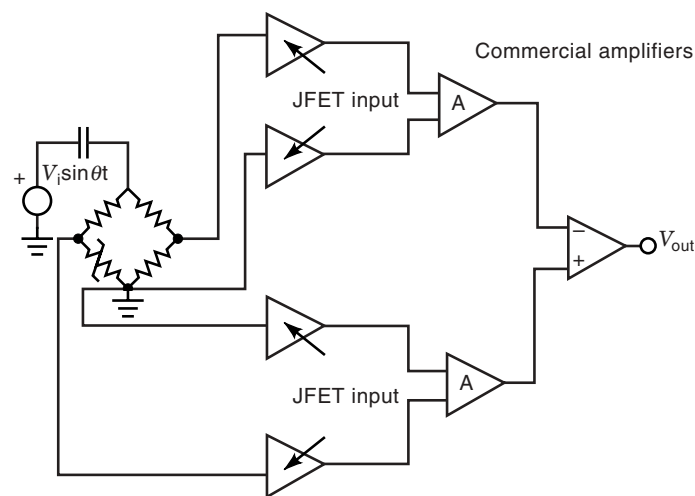 Commercial amplifiers
JFET input
A
+
V_i sin θt
−
+
V_out
JFET input
A